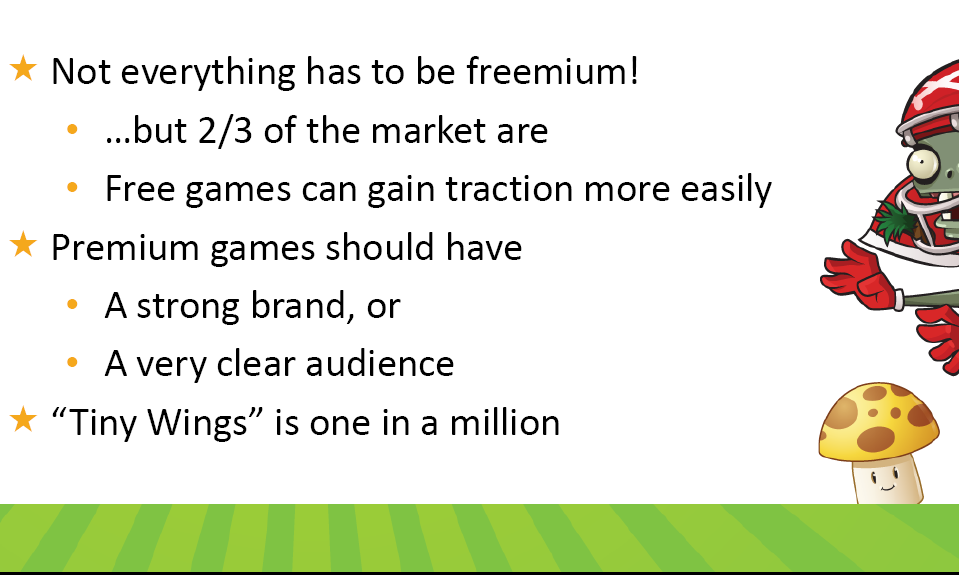 Not everything has to be freemium!
…but 2/3 of the market are
Free games can gain traction more easily
Premium games should have
A strong brand, or
A very clear audience
“Tiny Wings” is one in a million